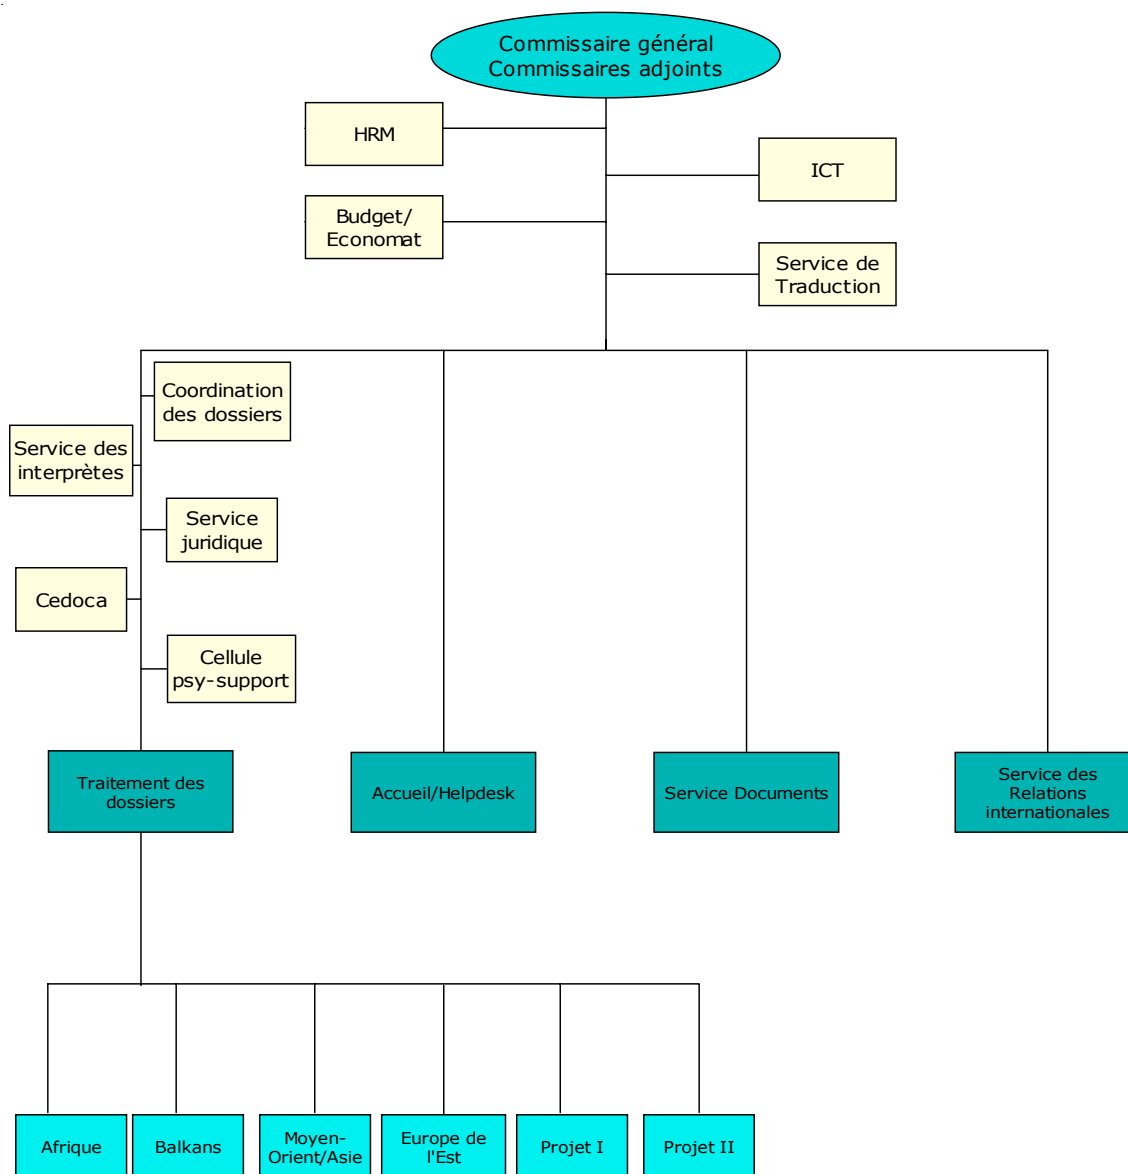 Commissaire général
Commissaires adjoints
HRM
ICT
Budget/
Economat
Service de
Traduction
Coordination
des dossiers
Service des
interprètes
Service
juridique
Cedoca
Cellule
psy-support
Traitement des
dossiers
Accueil/Helpdesk
Service Documents
Service des
Relations
internationales
Afrique
Balkans
Moyen-
Orient/Asie
Europe de
l'Est
Projet I
Projet II